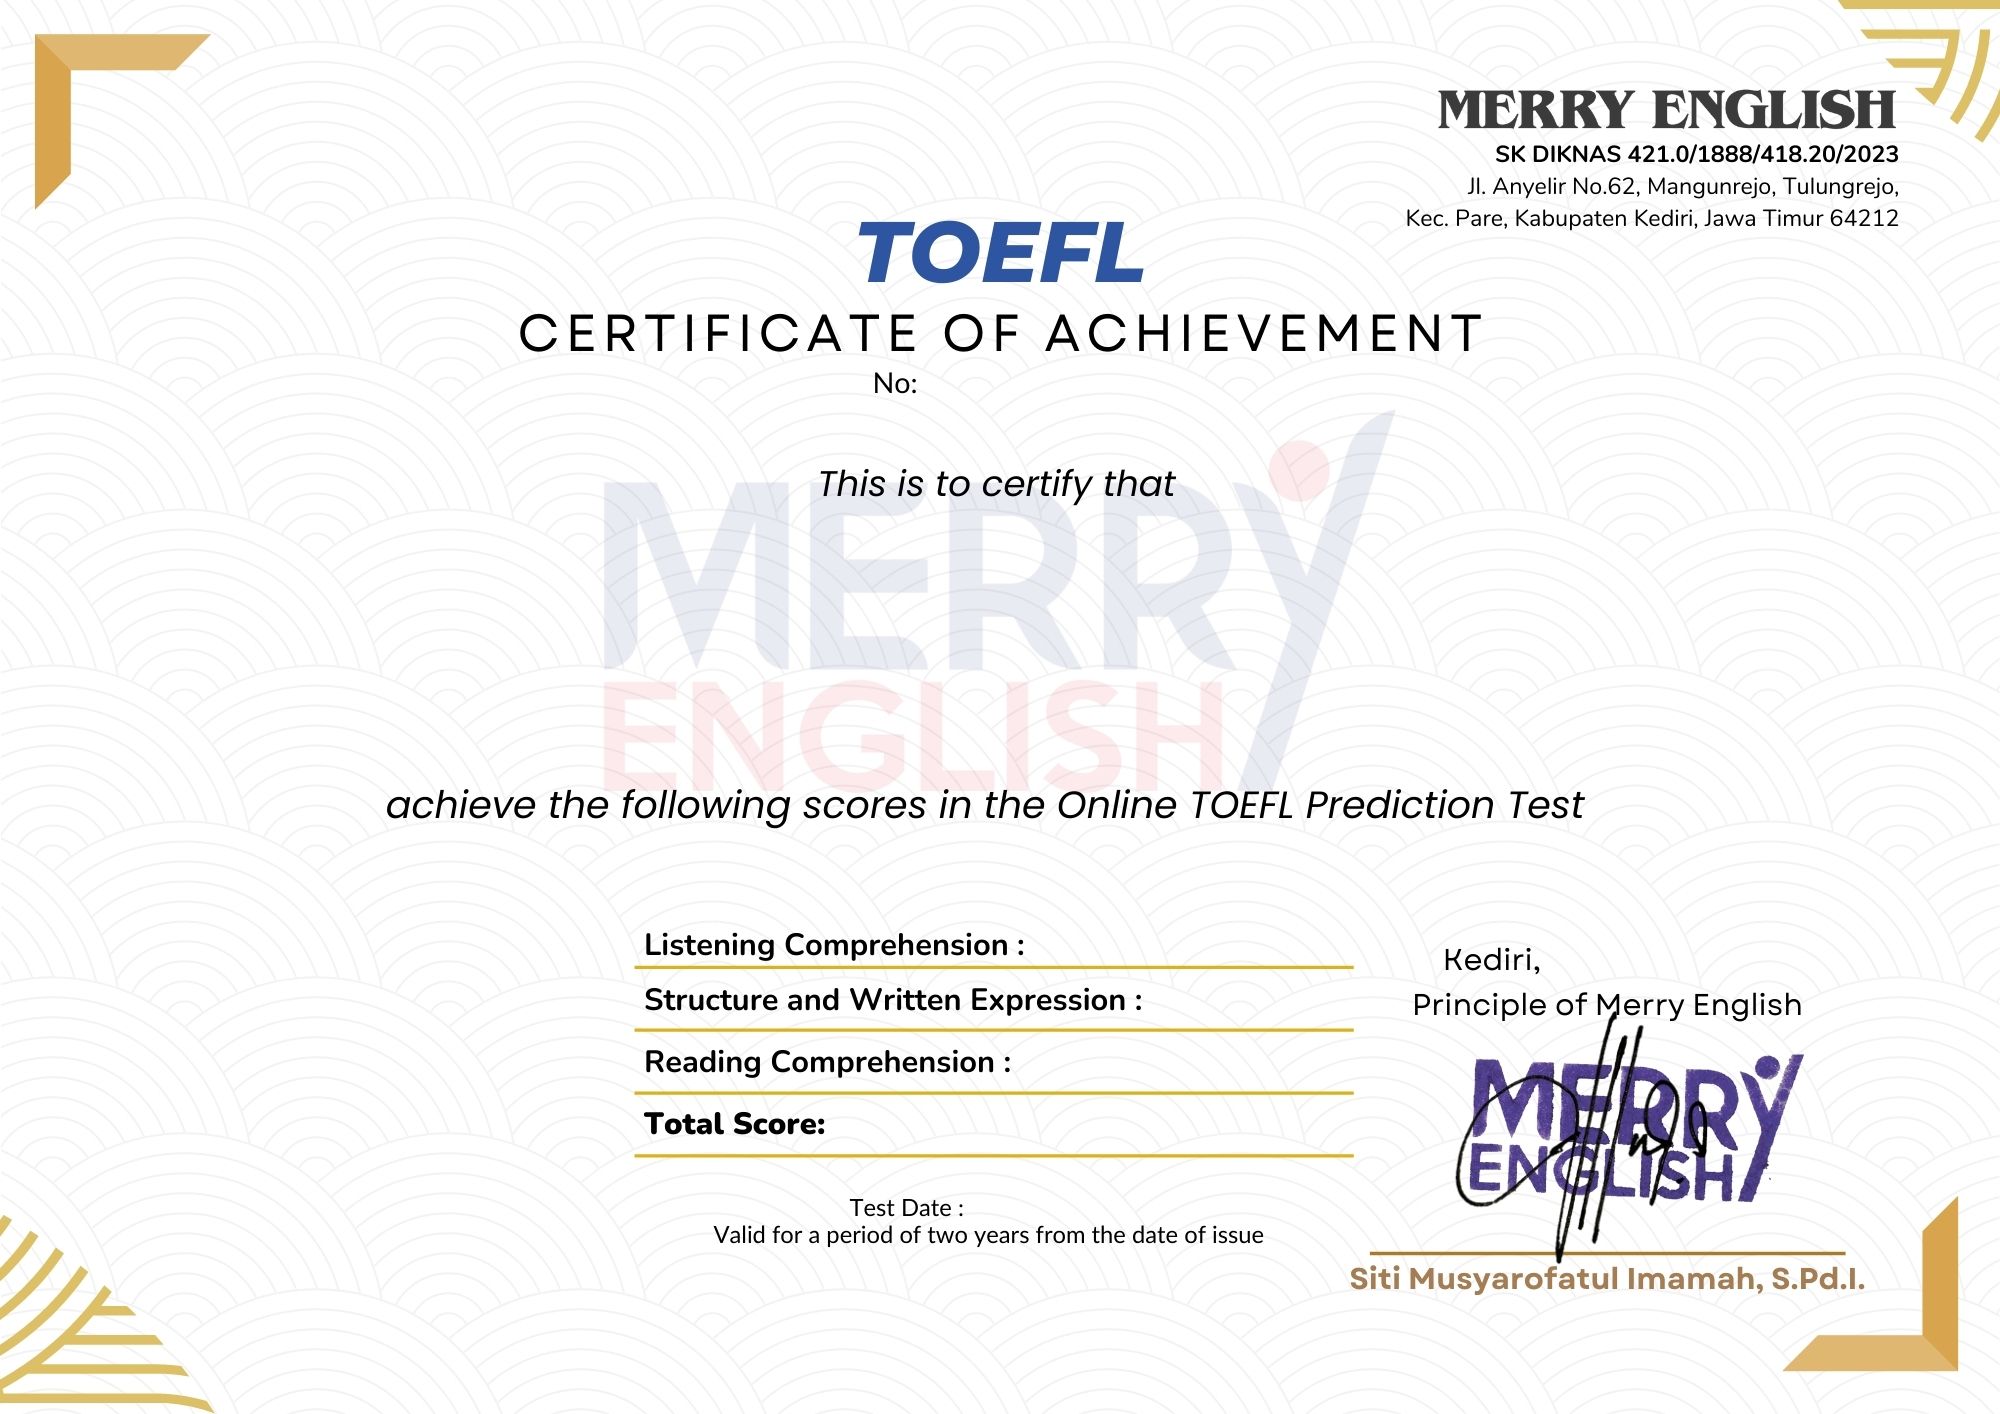 MERRY ENGLISH
SK DIKNAS 421.0/1888/418.20/2023
Jl. Anyelir No.62, Mangunrejo, Tulungrejo,
Kec. Pare, Kabupaten Kediri, Jawa Timur 64212
TOEFL
CERTIFICATE OF ACHIEVEMENT
No:
This is to certify that
MERRY
ENGLISH
achieve the following scores in the Online TOEFL Prediction Test
Listening Comprehension :
Structure and Written Expression :
Reading Comprehension :
Total Score:
Test Date :
Valid for a period of two years from the date of issue
Kediri,
Principle of Merry English
MERRY
ENGLISH
Siti Musyarofatul Imamah, S.Pd.I.